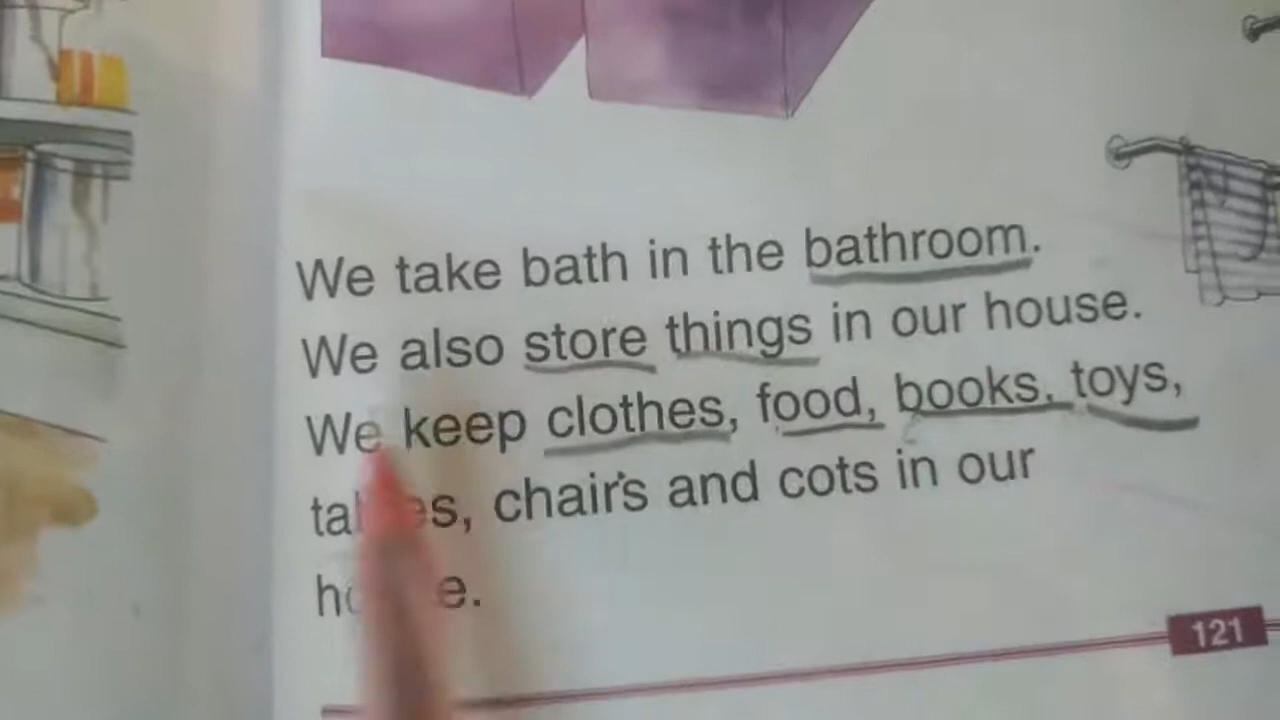 We take bath in the bathroom.
We also store things in our house.
We keep clothes, food, books, toys,
chairs and cots in our
121